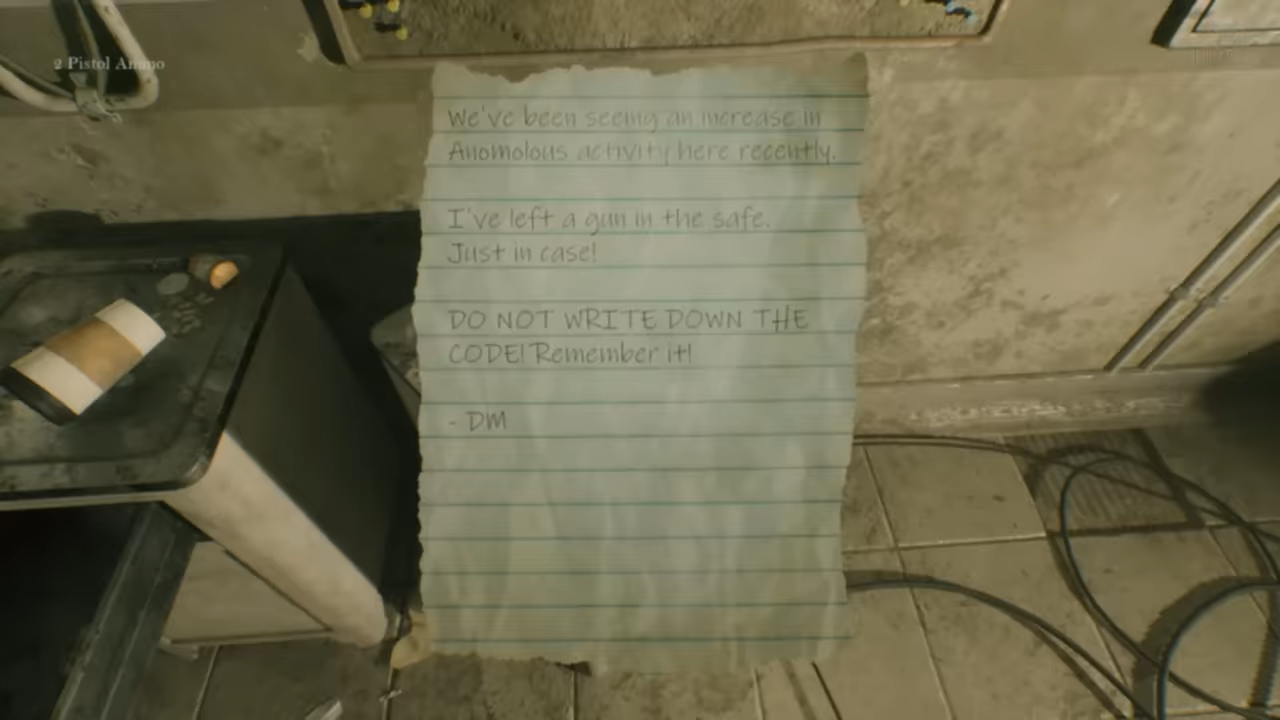 2 Pistol Ammo
We've been seeing an increase in
Anomolous activity here recently.
I've left a gun in the safe.
Just in case!
DO NOT WRITE DOWN THE
CODE! Remember it!
- DM